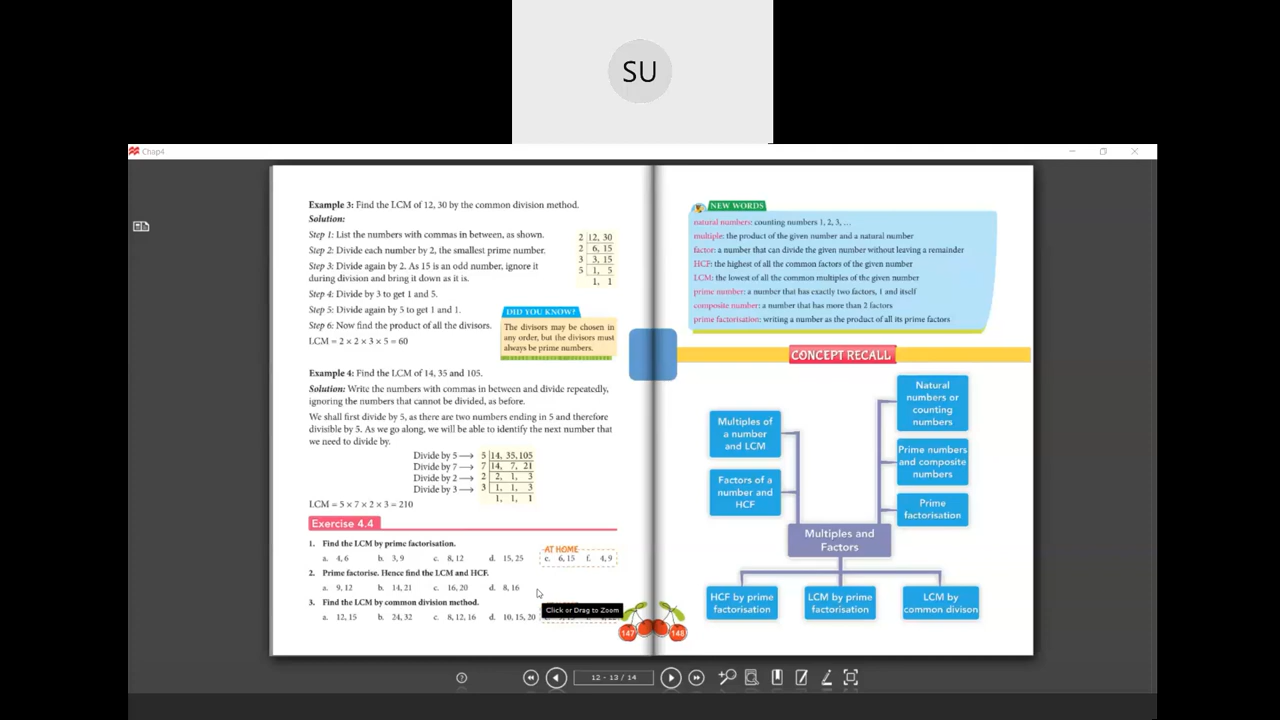 SU
Chap4
Example 3: Find the LCM of 12, 30 by the common division method.
Solution:
Step 1: List the numbers with commas in between, as shown.
Step 2: Divide each number by 2, the smallest prime number.
Step 3: Divide again by 2. As 15 is an odd number, ignore it
during division and bring it down as it is.
Step 4: Divide by 3 to get 1 and 5.
Step 5: Divide again by 5 to get 1 and 1.
Step 6: Now find the product of all the divisors.
LCM = 2 × 2 × 3 × 5 = 60
2 12, 30
2 6, 15
3 3, 15
5 1, 5
1, 1
DID YOU KNOW?
The divisors may be chosen in
any order, but the divisors must
always be prime numbers.
Example 4: Find the LCM of 14, 35 and 105.
Solution: Write the numbers with commas in between and divide repeatedly,
ignoring the numbers that cannot be divided, as before.
We shall first divide by 5, as there are two numbers ending in 5 and therefore
divisible by 5. As we go along, we will be able to identify the next number that
we need to divide by.
Divide by 5 → 5 14, 35, 105
Divide by 7 → 7 14, 7, 21
Divide by 2 → 2 2, 1, 3
Divide by 3 → 3 1, 1, 3
1, 1, 1
LCM = 5 × 7 × 2 × 3 = 210
Exercise 4.4
1. Find the LCM by prime factorisation.
a. 4, 6 b. 3, 9 c. 8, 12 d. 15, 25
AT HOME
e. 6, 15 f. 4, 9
2. Prime factorise. Hence find the LCM and HCF.
a. 9, 12 b. 14, 21 c. 16, 20 d. 8, 16
3. Find the LCM by common division method.
a. 12, 15 b. 24, 32 c. 8, 12, 16 d. 10, 15, 20
Click or Drag to Zoom
147
NEW WORDS
natural numbers: counting numbers 1, 2, 3, ...
multiple: the product of the given number and a natural number
factor: a number that can divide the given number without leaving a remainder
HCF: the highest of all the common factors of the given number
LCM: the lowest of all the common multiples of the given number
prime number: a number that has exactly two factors, 1 and itself
composite number: a number that has more than 2 factors
prime factorisation: writing a number as the product of all its prime factors
CONCEPT RECALL
Multiples of
a number
and LCM
Factors of a
number and
HCF
Natural
numbers or
counting
numbers
Prime numbers
and composite
numbers
Prime
factorisation
Multiples and
Factors
HCF by prime
factorisation
LCM by prime
factorisation
LCM by
common divison
148
12 - 13 / 14